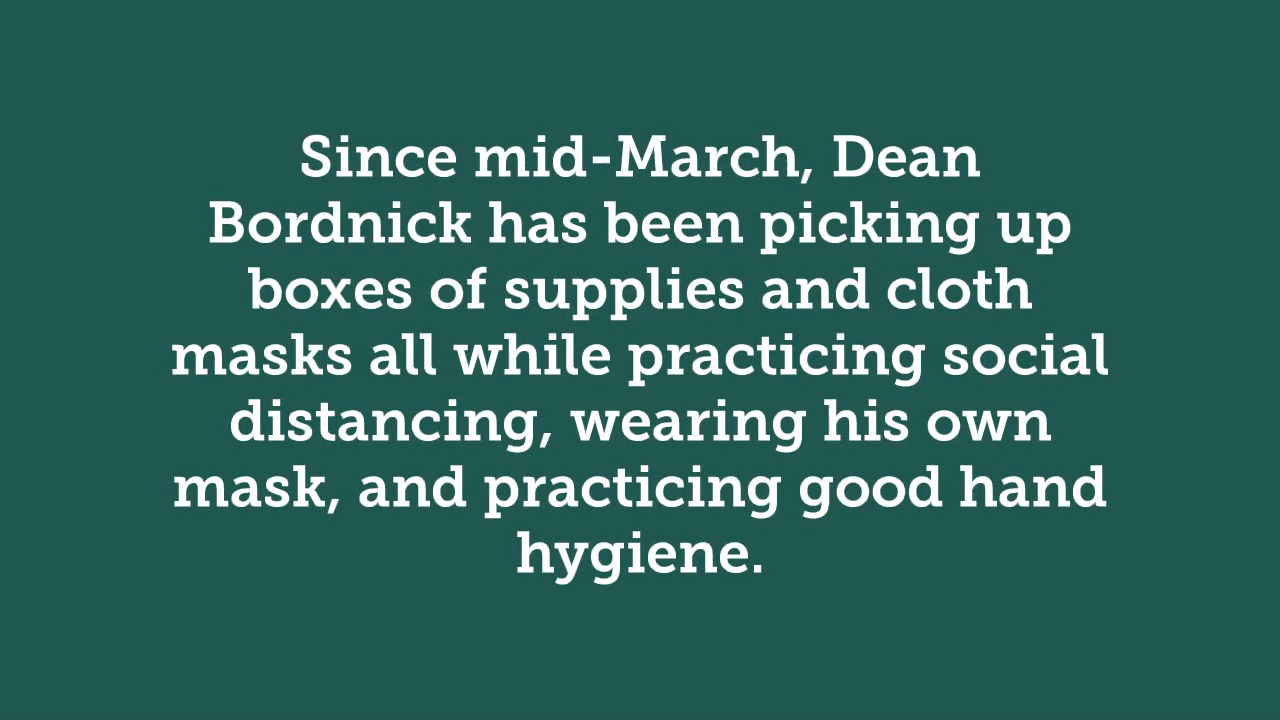 Since mid-March, Dean
Bordnick has been picking up
boxes of supplies and cloth
masks all while practicing social
distancing, wearing his own
mask, and practicing good hand
hygiene.